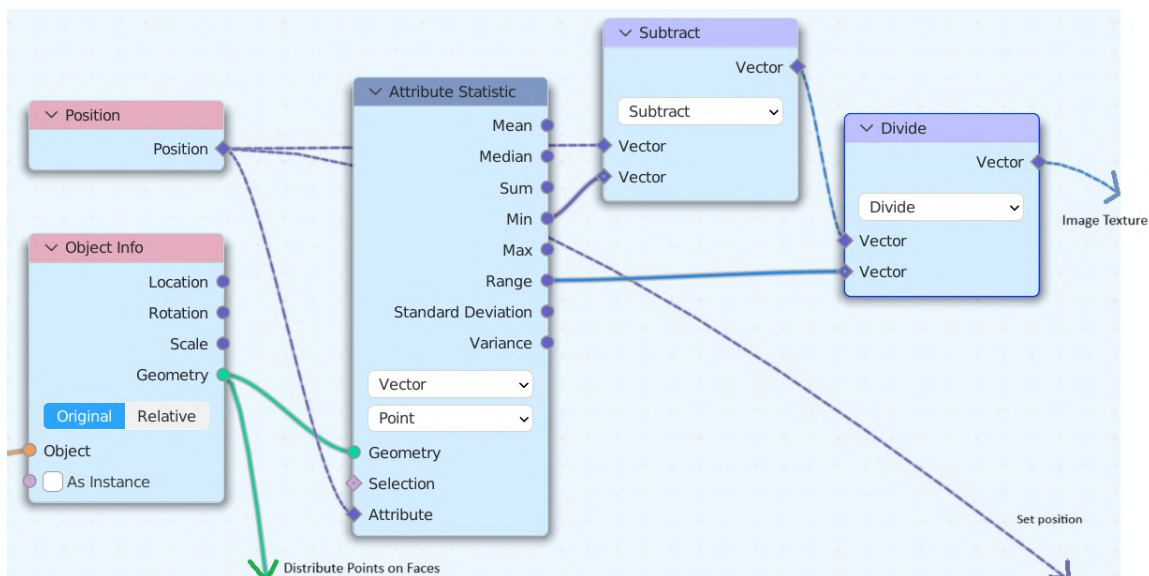 Position
Position
Object Info
Location
Rotation
Scale
Geometry
Original Relative
Object
As Instance
Attribute Statistic
Mean
Median
Sum
Min
Max
Range
Standard Deviation
Variance
Vector
Point
Geometry
Selection
Attribute
Subtract
Vector
Subtract
Vector
Vector
Divide
Vector
Divide
Vector
Vector
Image Texture
Set position
Distribute Points on Faces